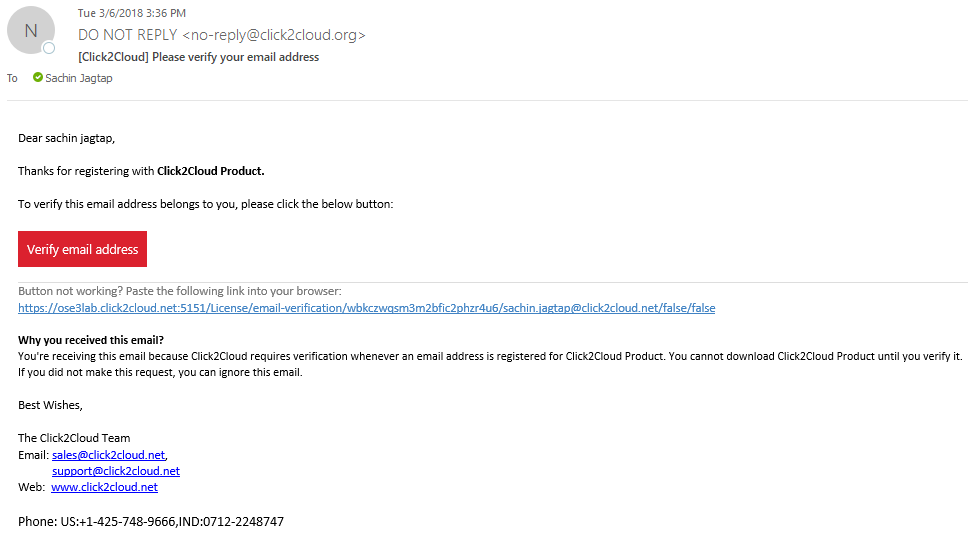 N
Tue 3/6/2018 3:36 PM
DO NOT REPLY <no-reply@click2cloud.org>
[Click2Cloud] Please verify your email address
To Sachin Jagtap
Dear sachin jagtap,
Thanks for registering with Click2Cloud Product.
To verify this email address belongs to you, please click the below button:
Verify email address
Button not working? Paste the following link into your browser:
https://ose3lab.click2cloud.net:5151/License/email-verification/wbkczwqsm3m2bfic2phzr4u6/sachin.jagtap@click2cloud.net/false/false
Why you received this email?
You're receiving this email because Click2Cloud requires verification whenever an email address is registered for Click2Cloud Product. You cannot download Click2Cloud Product until you verify it.
If you did not make this request, you can ignore this email.
Best Wishes,
The Click2Cloud Team
Email: sales@click2cloud.net,
support@click2cloud.net
Web: www.click2cloud.net
Phone: US:+1-425-748-9666,IND:0712-2248747